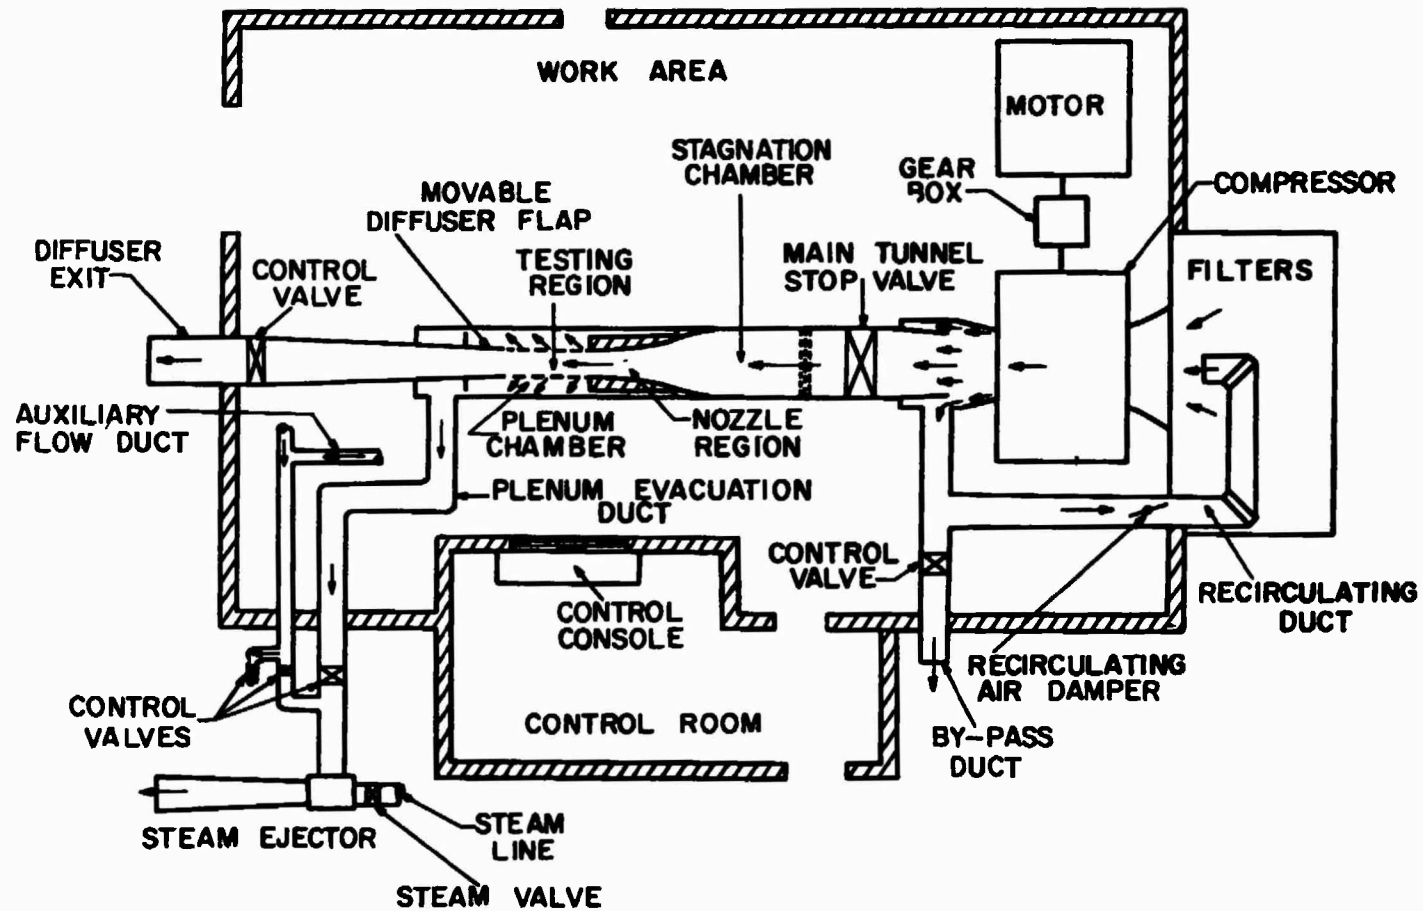 WORK AREA
MOTOR
STAGNATION
CHAMBER
GEAR
BOX
COMPRESSOR
MOVABLE
DIFFUSER FLAP
DIFFUSER
EXIT
CONTROL
VALVE
TESTING
REGION
MAIN TUNNEL
STOP VALVE
FILTERS
AUXILIARY
FLOW DUCT
PLENUM
CHAMBER
NOZZLE
REGION
PLENUM EVACUATION
DUCT
CONTROL
VALVE
CONTROL
CONSOLE
RECIRCULATING
DUCT
RECIRCULATING
AIR DAMPER
CONTROL
VALVES
CONTROL ROOM
BY-PASS
DUCT
STEAM EJECTOR
STEAM
LINE
STEAM VALVE